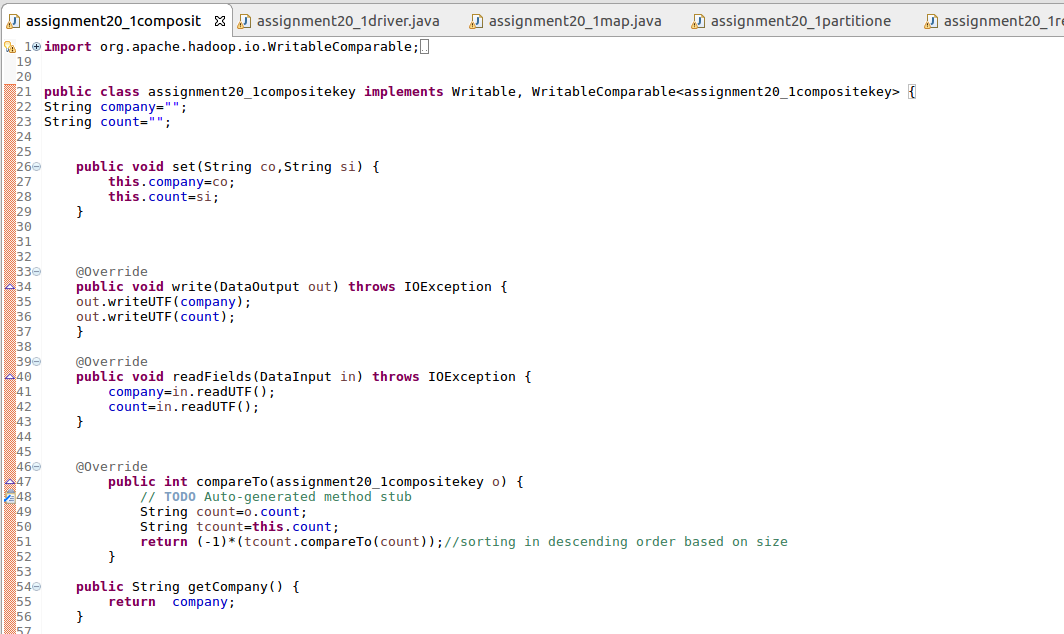 assignment20_1composit assignment20_1driver.java assignment20_1map.java assignment20_1partitione assignment20_1re
1 import org.apache.hadoop.io.WritableComparable;
19
20
21 public class assignment20_1compositekey implements Writable, WritableComparable<assignment20_1compositekey> {
22 String company="";
23 String count="";
24
25
26 public void set(String co,String si) {
27 this.company=co;
28 this.count=si;
29 }
30
31
32
33 @Override
34 public void write(DataOutput out) throws IOException {
35 out.writeUTF(company);
36 out.writeUTF(count);
37 }
38
39 @Override
40 public void readFields(DataInput in) throws IOException {
41 company=in.readUTF();
42 count=in.readUTF();
43 }
44
45
46 @Override
47 public int compareTo(assignment20_1compositekey o) {
48 // TODO Auto-generated method stub
49 String count=o.count;
50 String tcount=this.count;
51 return (-1)*(tcount.compareTo(count));//sorting in descending order based on size
52 }
53
54 public String getCompany() {
55 return  company;
56 }
57